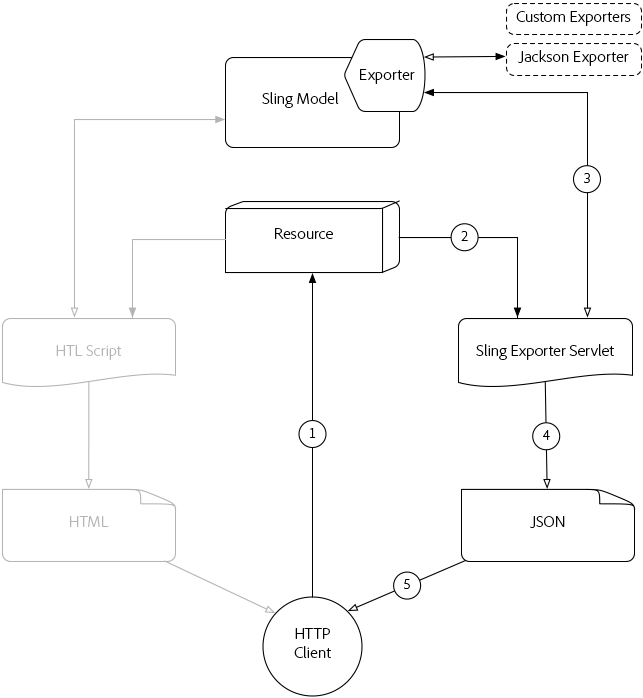 Custom Exporters
Jackson Exporter
Exporter
Sling Model
3
Resource
2
HTL Script
Sling Exporter Servlet
1
4
HTML
JSON
5
HTTP
Client